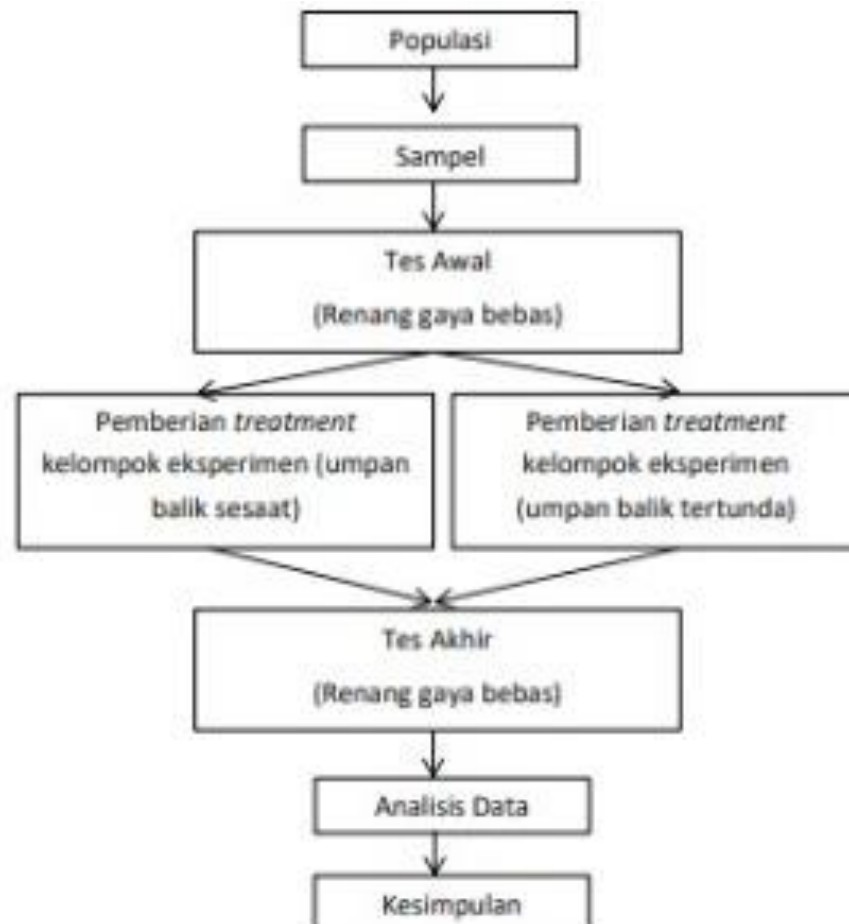 Populasi
Sampel
Tes Awal
(Renang gaya bebas)
Pemberian treatment
kelompok eksperimen (umpan
balik sesaat)
Pemberian treatment
kelompok eksperimen
(umpan balik tertunda)
Tes Akhir
(Renang gaya bebas)
Analisis Data
Kesimpulan